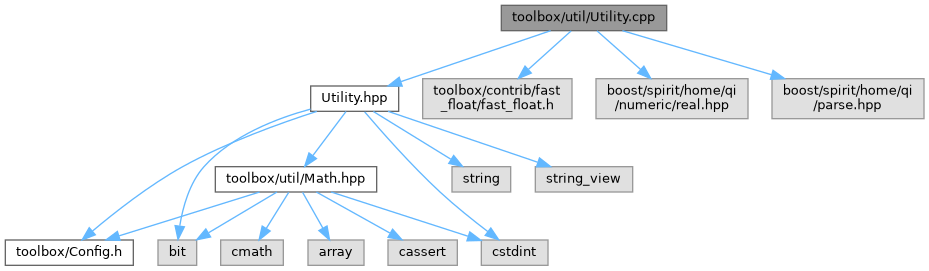 toolbox/util/Utility.cpp
Utility.hpp
toolbox/contrib/fast
_float/fast_float.h
boost/spirit/home/qi
/numeric/real.hpp
boost/spirit/home/qi
/parse.hpp
toolbox/util/Math.hpp
string
string_view
toolbox/Config.h
bit
cmath
array
cassert
cstdint